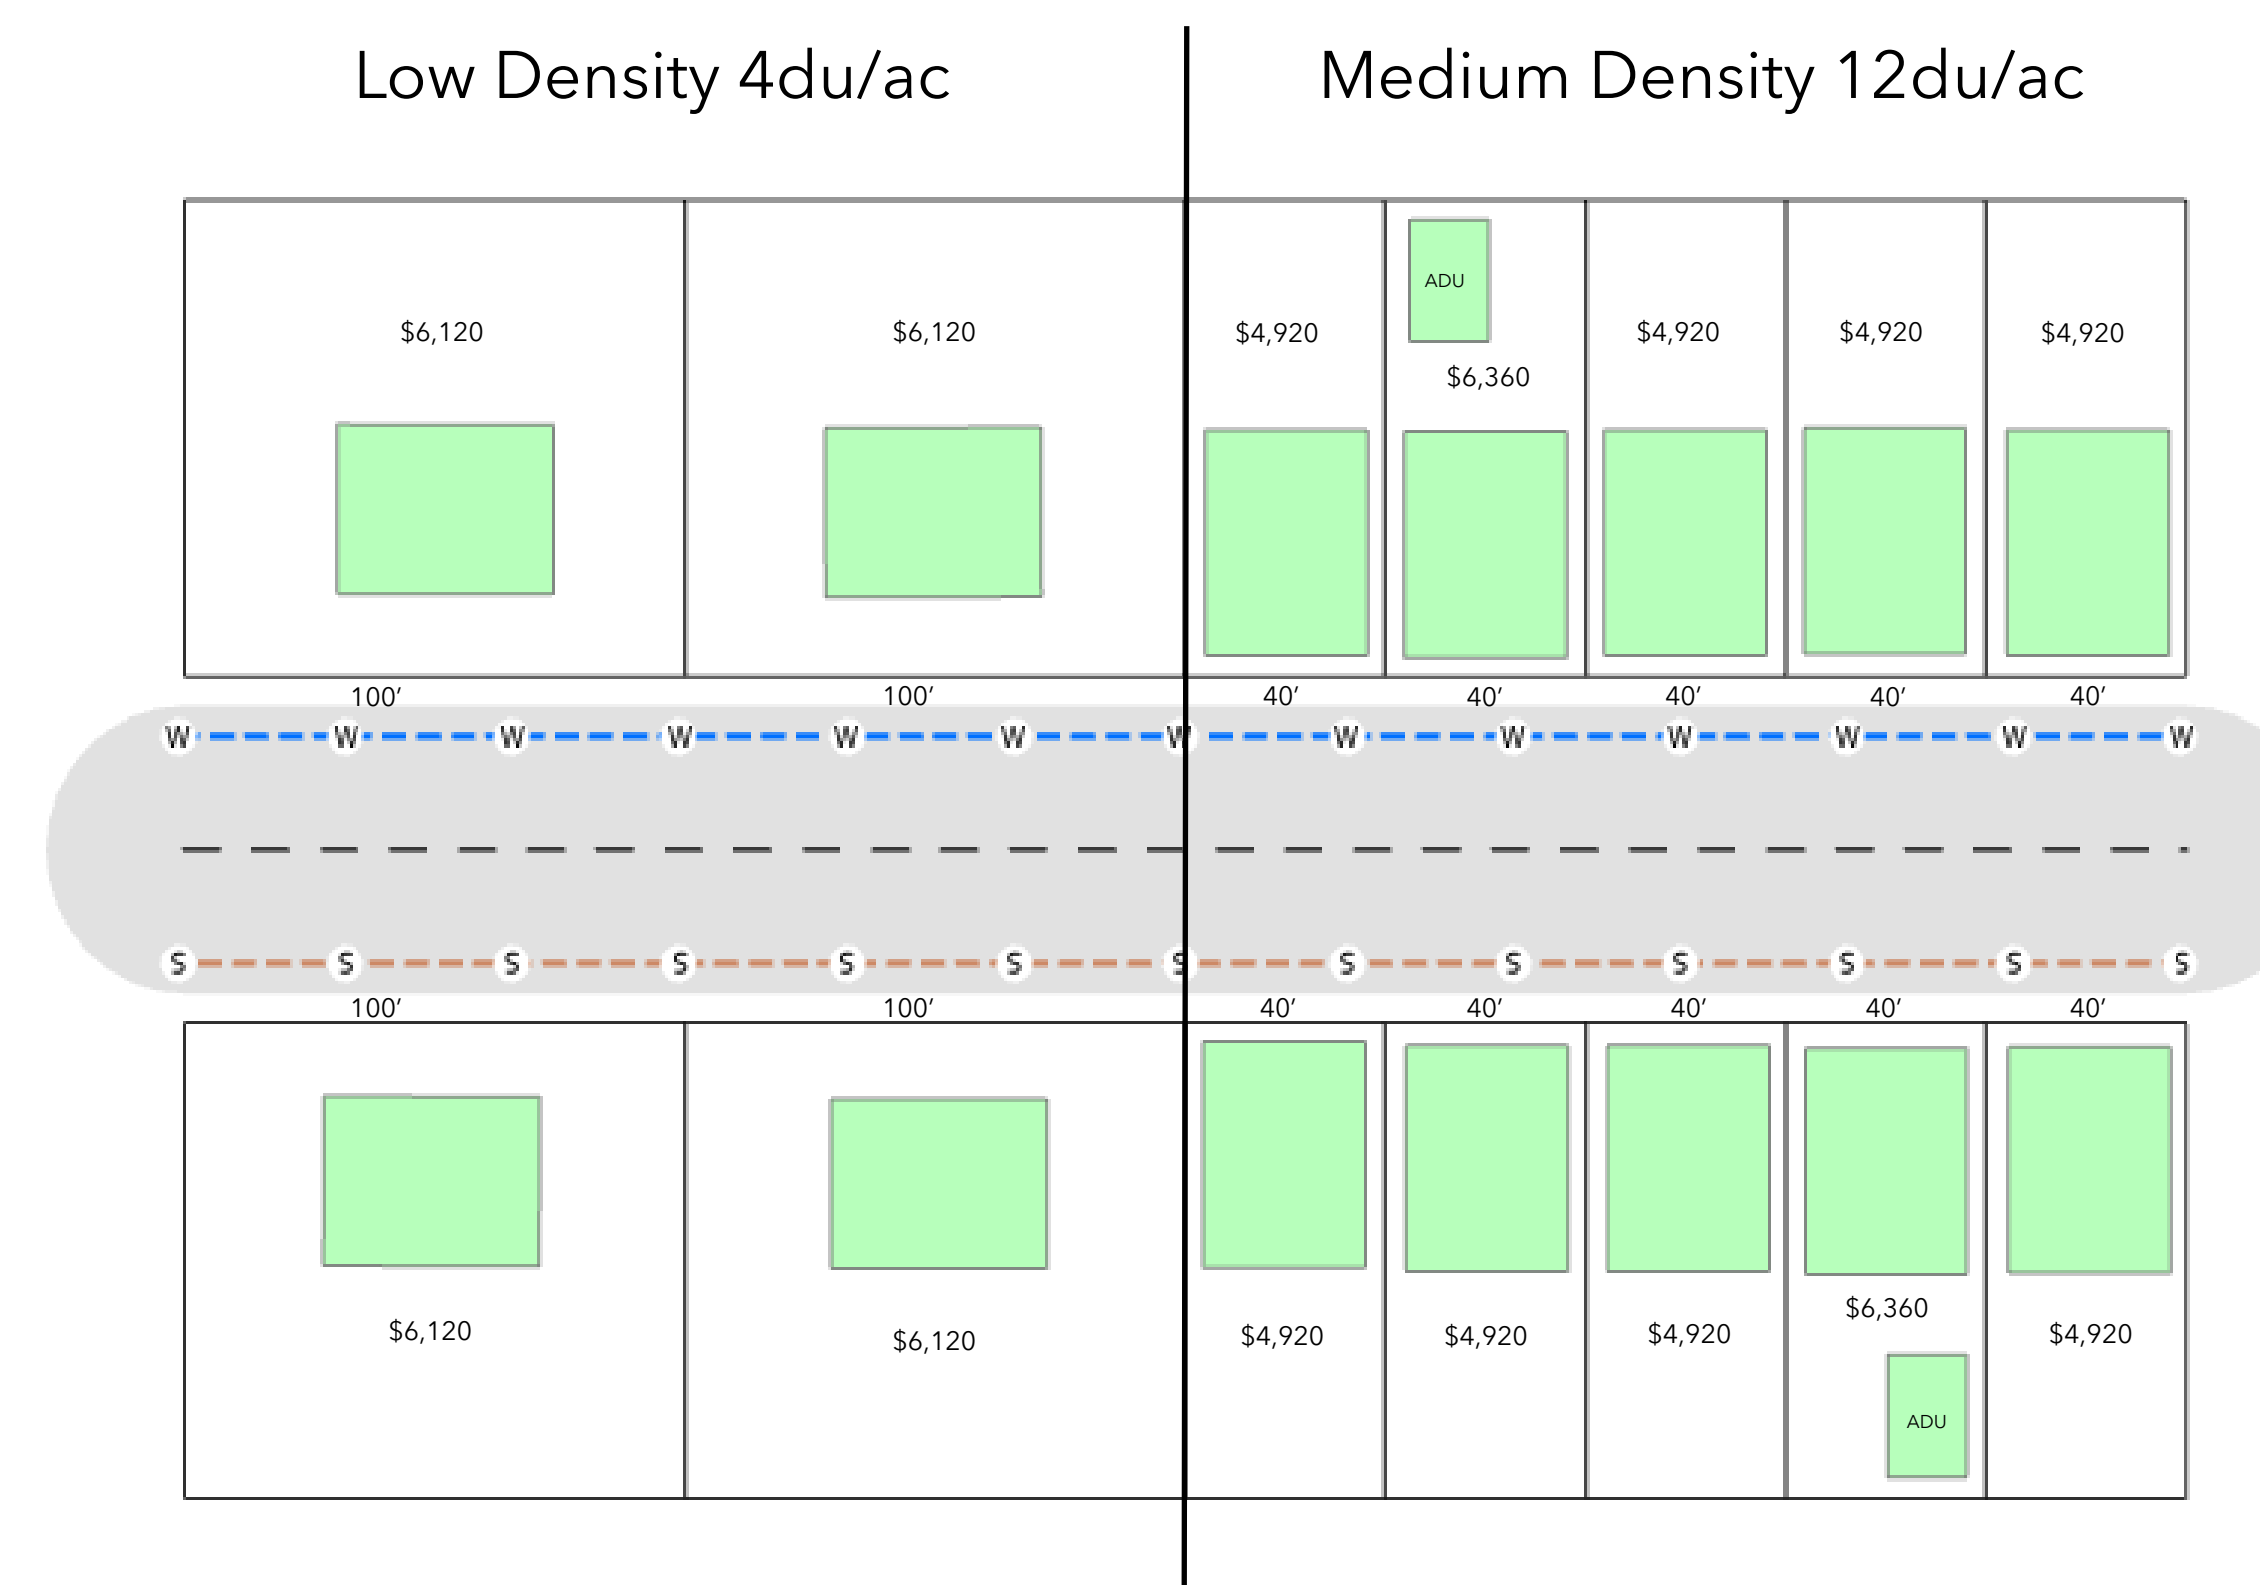 Low Density 4du/ac Medium Density 12du/ac
ADU
$6,120 $6,120 $4,920 $4,920 $4,920 $4,920
$6,360
100’ 100’ 40’ 40’ 40’ 40’ 40’
W W W W W W W W W W W W W
S S S S S S S S S S S S S
100’ 100’ 40’ 40’ 40’ 40’ 40’
$6,360
$6,120 $6,120 $4,920 $4,920 $4,920 $4,920
ADU